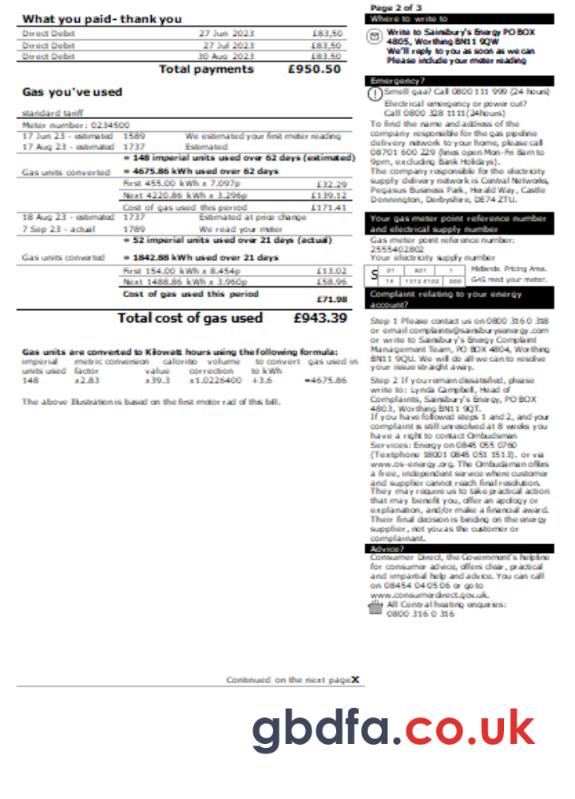 What you paid- thank you
Direct Debit 27 Jun 2023 £83,50
Direct Debit 27 Jul 2023 £83,50
Direct Debit 30 Aug 2023 £83.50
Total payments £950.50
Gas you've used
standard tariff
Meter number: 0234500
17 Jun 23 - estimated 1589 We estimated your first meter reading
17 Aug 23 - estimated 1737 Estimated
= 148 imperial units used over 62 days (estimated)
Gas units converted = 4675.86 kWh used over 62 days
First 455.00 kWh x 7.097p £32.29
Next 4220.86 kWh x 3.296p £139.12
Cost of gas used this period £171.41
18 Aug 23 - estimated 1737 Estimated at price change
7 Sep 23 - actual 1789 We read your meter
= 52 imperial units used over 21 days (actual)
Gas units converted = 1842.88 kWh used over 21 days
First 154.00 kWh x 8.454p £13.02
Next 1488.86 kWh x 3.960p £58.96
Cost of gas used this period £71.98
Total cost of gas used £943.39
Gas units are converted to Kilowatt hours using the following formula:
imperial metric conversion calorific volume to convert gas used in
units used factor value correction to kWh
148 x2.83 x39.3 x1.0226400 ÷3.6 =4675.86
The above Illustration is based on the first motor rad of this bill.
Continued on the next page X
Page 2 of 3
Where to write to
Write to Sainsbury's Energy PO BOX
4805, Worthing BN11 9QW
We'll reply to you as soon as we can
Please include your meter reading
Emergency?
Smell gaa? Call 0800 111 999 (24 hours)
Electrical emergency or power cut?
Call 0800 328 1111(24hours)
To find the name and address of the
company responsible for the gas pipeline
delivery network to your home, please call
08701 600 229 (lines open Mon-Fri 8am to
9pm, excluding Bank Holidays).
The company responsible for the electricity
supply delivery network is Central Networks,
Pegasus Business Park, Herald Way, Castle
Donnington, Derbyshire, DE74 ZTU.
Your gas meter point reference number
and electrical supply number
Gas meter point reference number:
2555402802
Your electricity supply number
S 01 801 1 Midlands Pricing Area.
GAS read your meter.
Complaint relating to your energy
account?
Step 1 Please contact us on 0800 316 0 318
or email complaints@sainsburysenergy.com
or write to Sainsbury's Energy Complaint
Management Team, PO BOX 4804, Worthing
BN11 9QU. We will do all we can to resolve
your issue straight away.
Step 2 If you remain dissatisfied, please
write to: Lynda Campbell, Head of
Complaints, Sainsbury's Energy, PO BOX
4803, Worthing BN11 9QT.
If you have followed steps 1 and 2, and your
complaint is still unresolved at 8 weeks you
have a right to contact Ombudsman
Services: Energy on 0845 055 0760
(Textphone 18001 0845 051 1513). or via
www.os-energy.org. The Ombudsman offers
a free, independent service where customer
and supplier cannot reach final resolution.
They may require us to take practical action
that may benefit you, offer an apology or
explanation, and/or make a financial award.
Their final decision is binding on the energy
supplier, not you as the customer or
complainant.
Advice?
Consumer Direct, the Government's helpline
for consumer advice, offers clear, practical
and impartial help and advice. You can call
on 08454 04 05 06 or go to
www.consumerdirect.gov.uk.
All Central heating enquiries:
0800 316 0 316
gbdfa.co.uk